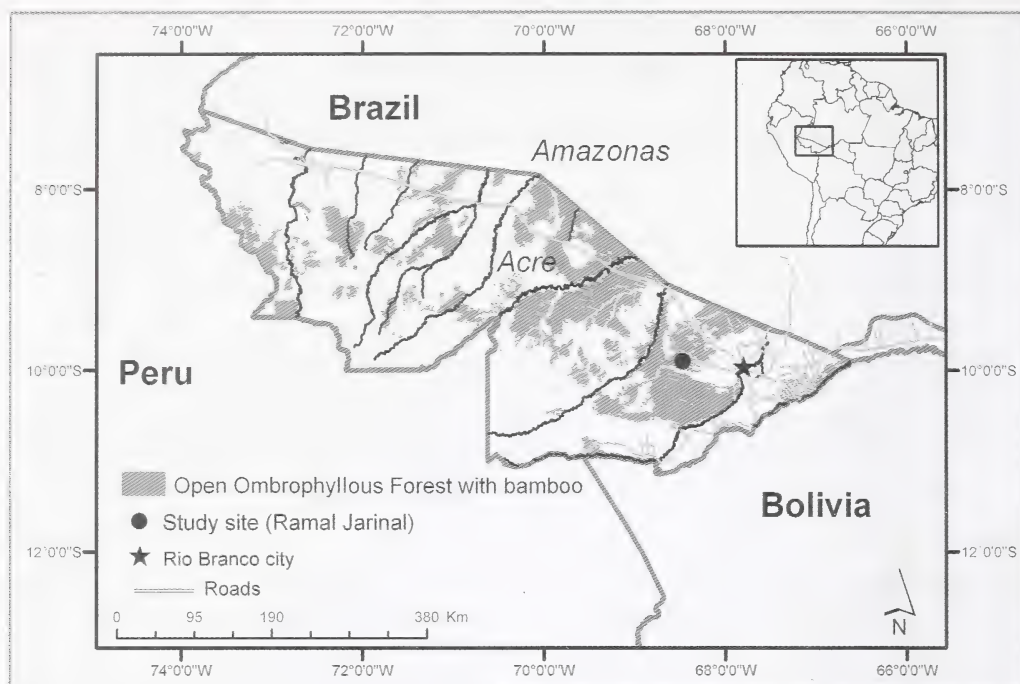 74°0'0"W 72°0'0"W 70°0'0"W 68°0'0"W 66°0'0"W
Brazil
Amazonas
8°0'0"S 8°0'0"S
Acre
Peru
10°0'0"S 10°0'0"S
Open Ombrophyllous Forest with bamboo
Bolivia
Study site (Ramal Jarinal)
12°0'0"S 12°0'0"S
Rio Branco city
Roads
0 95 190 380 Km
N
74°0'0"W 72°0'0"W 70°0'0"W 68°0'0"W 66°0'0"W